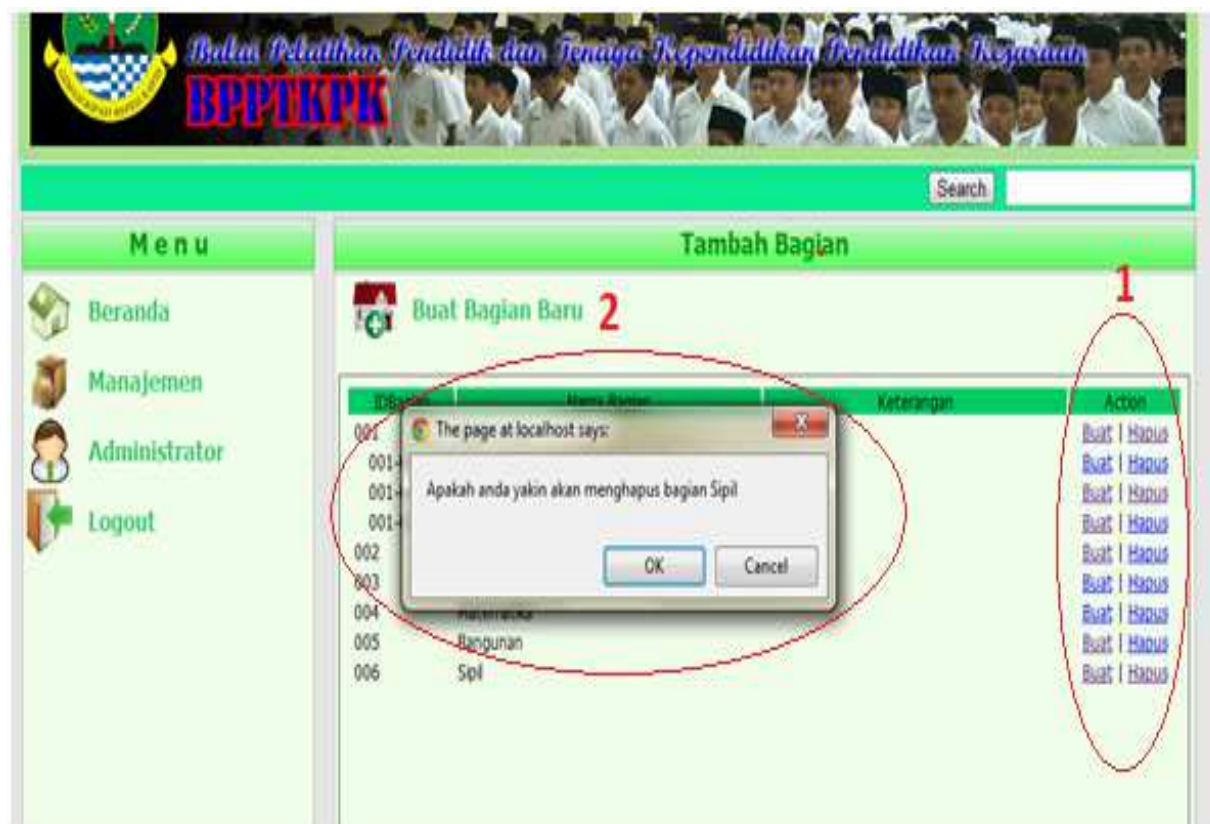 Balai Pelatihan Pendidik dan Tenaga Kependidikan Pendidikan Kejuruan
BPPTKPK
Search
Menu
Tambah Bagian
1
Beranda
Buat Bagian Baru 2
Manajemen
Administrator
Logout
Keterangan Action
001 Buat | Hapus
001- Buat | Hapus
001- Buat | Hapus
001- Buat | Hapus
002 Buat | Hapus
003 Buat | Hapus
004 Matematika Buat | Hapus
005 Bangunan Buat | Hapus
006 Sipil Buat | Hapus
The page at localhost says:
Apakah anda yakin akan menghapus bagian Sipil
OK Cancel